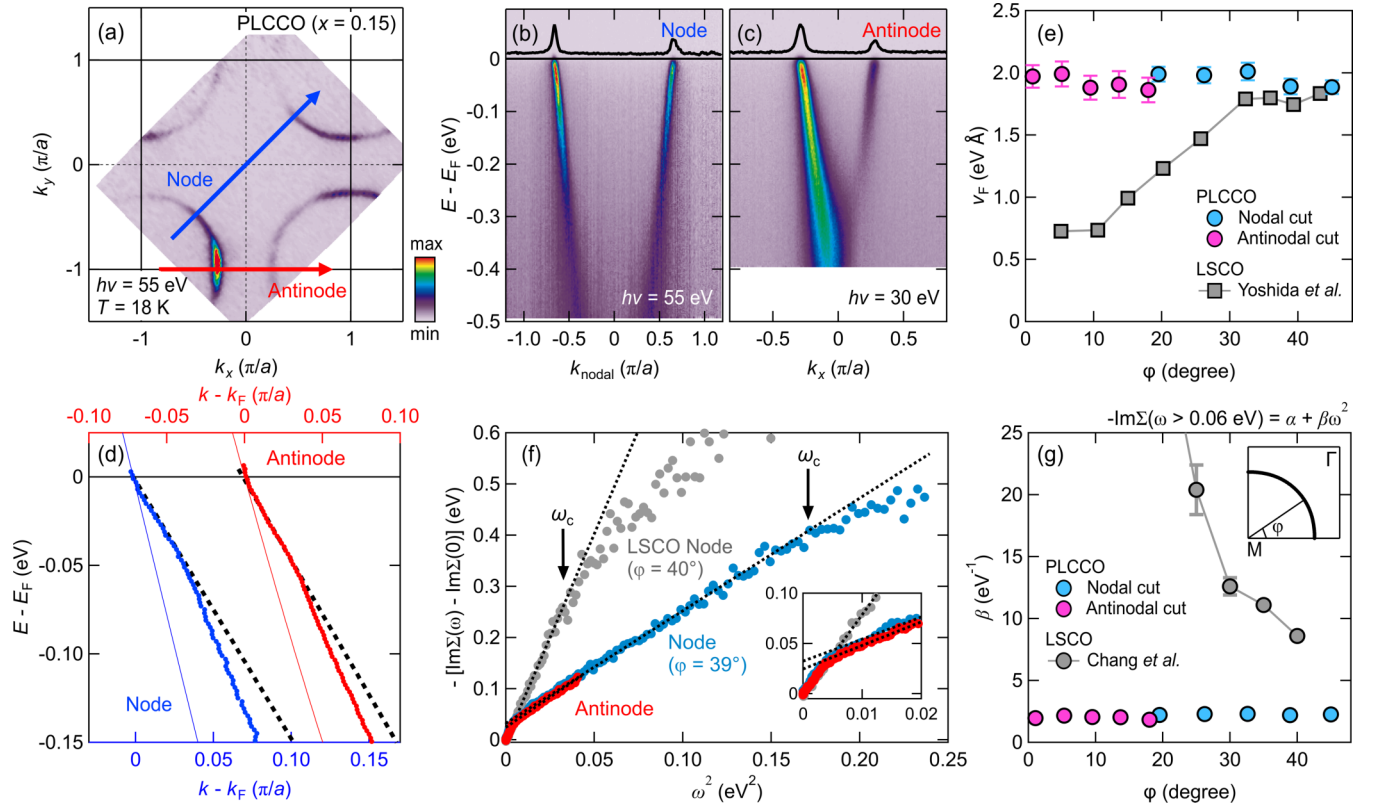 (a)
PLCCO (x = 0.15)
1
0
-1
k_y (π/a)
Node
Antinode
hν = 55 eV
T = 18 K
max
min
-1 0 1
k_x (π/a)
(b)
Node
0
-0.1
-0.2
-0.3
-0.4
-0.5
E - E_F (eV)
hν = 55 eV
-1.0 -0.5 0 0.5 1.0
k_nodal (π/a)
(c)
Antinode
hν = 30 eV
-0.5 0 0.5
k_x (π/a)
(e)
2.5
2.0
1.5
1.0
0.5
0
v_F (eV Å)
PLCCO
Nodal cut
Antinodal cut
LSCO
Yoshida et al.
0 10 20 30 40
φ (degree)
k - k_F (π/a)
-0.10 -0.05 0 0.05 0.10
(d)
Antinode
0
-0.05
-0.10
-0.15
E - E_F (eV)
Node
0 0.05 0.10 0.15
k - k_F (π/a)
(f)
0.6
0.5
0.4
0.3
0.2
0.1
0
- [ImΣ(ω) - ImΣ(0)] (eV)
ω_c
ω_c
LSCO Node
(φ = 40°)
Node
(φ = 39°)
Antinode
0.10
0.05
0
0 0.01 0.02
0 0.05 0.10 0.15 0.20 0.25
ω² (eV²)
-ImΣ(ω > 0.06 eV) = α + βω²
(g)
25
20
15
10
5
0
β (eV⁻¹)
Γ
φ
M
PLCCO
Nodal cut
Antinodal cut
LSCO
Chang et al.
0 10 20 30 40
φ (degree)